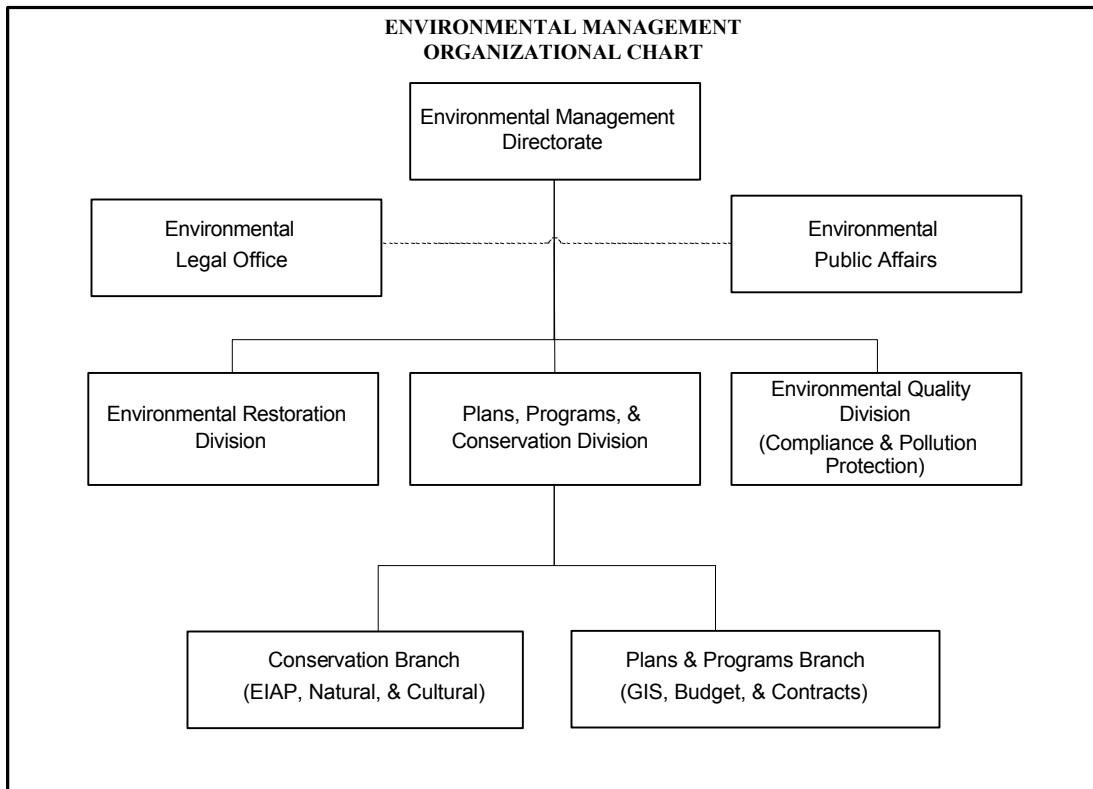 ENVIRONMENTAL MANAGEMENT
ORGANIZATIONAL CHART
Environmental Management
Directorate
Environmental
Legal Office
Environmental
Public Affairs
Environmental Restoration
Division
Plans, Programs, &
Conservation Division
Environmental Quality
Division
(Compliance & Pollution
Protection)
Conservation Branch
(EIAP, Natural, & Cultural)
Plans & Programs Branch
(GIS, Budget, & Contracts)